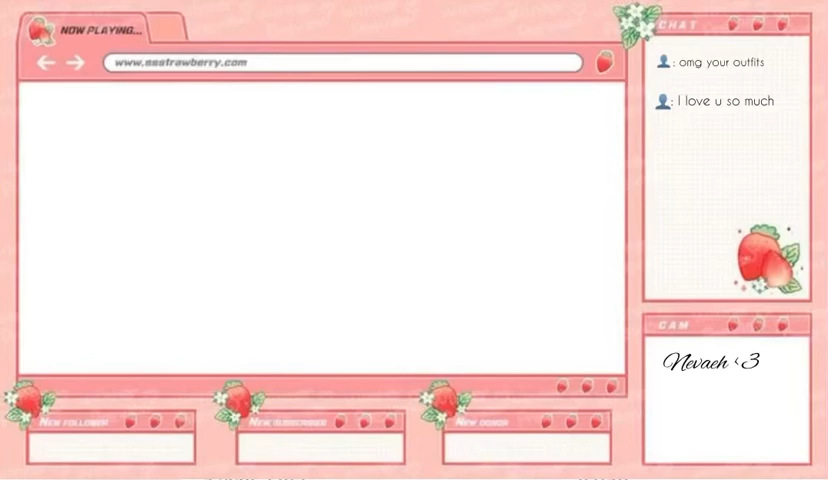 NOW PLAYING...
www.ssstrawberry.com
CHAT
👤: omg your outfits
👤: I love u so much
CAM
Nevaeh <3
NEW FOLLOWER
NEW SUBSCRIBER
NEW DONOR